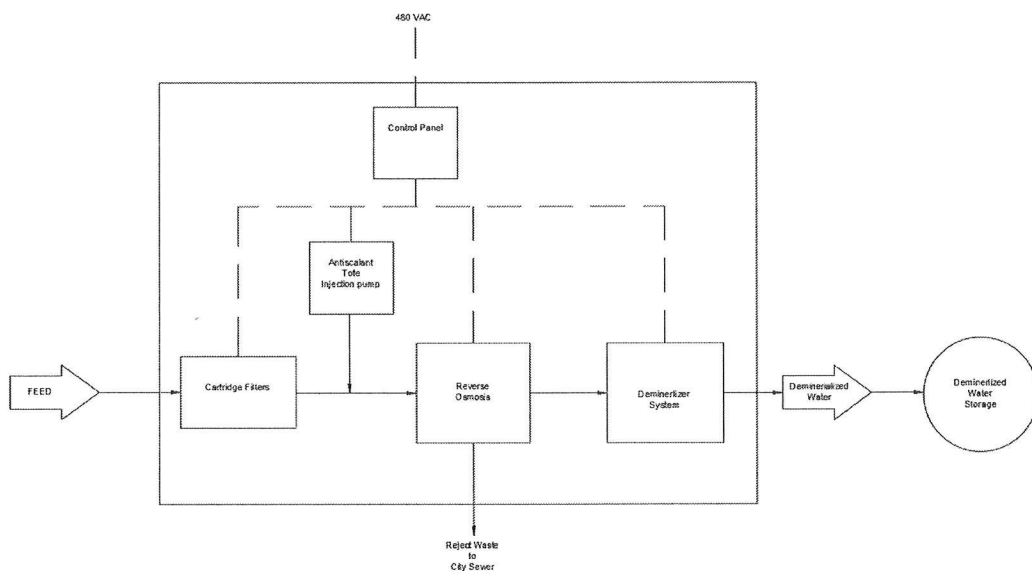 480 VAC
Control Panel
Antiscalant
Tote
Injection pump
FEED
Cartridge Filters
Reverse
Osmosis
Deminerlizer
System
Demineralized
Water
Deminerlized
Water
Storage
Reject Waste
to
City Sewer